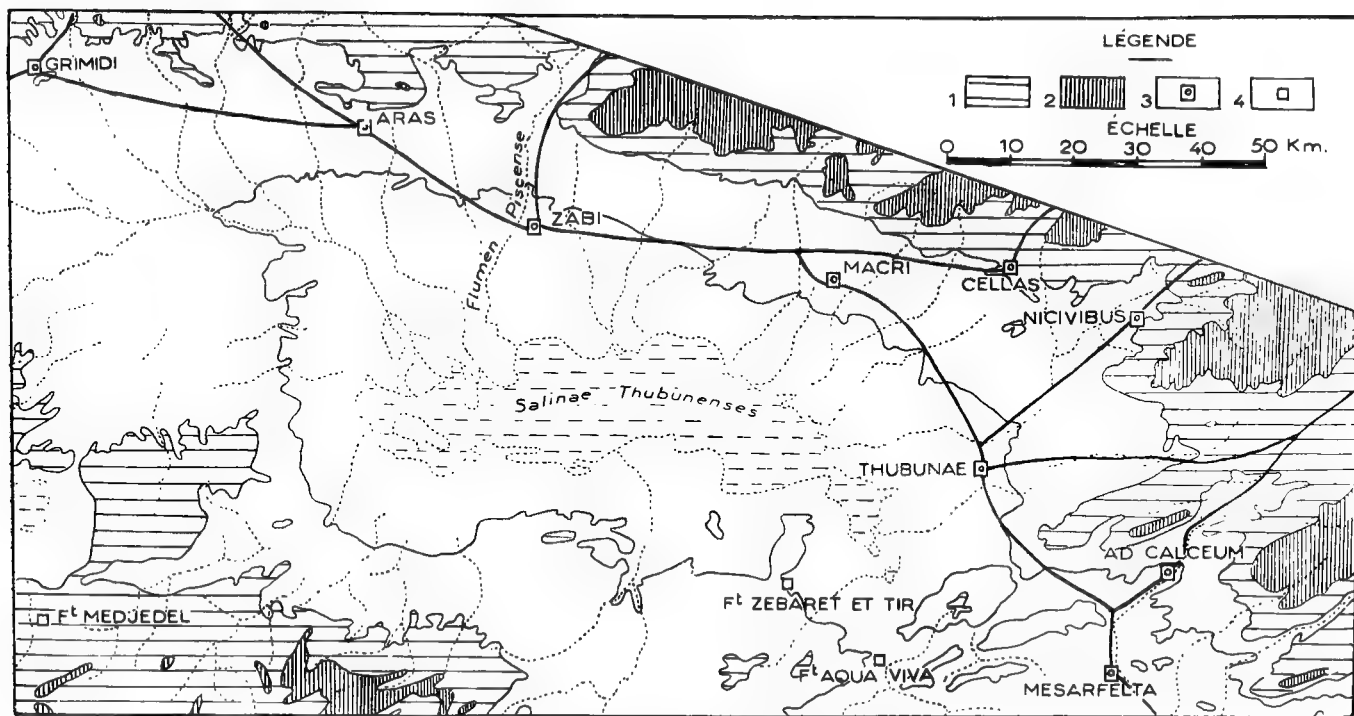 LÉGENDE
1 2 3 4
ÉCHELLE
0 10 20 30 40 50 Km.
GRIMIDI
ARAS
Flumen Piscense
ZABI
MACRI
CELLAS
NICIVIBUS
Salinae Thubunenses
THUBUNAE
AD CALCEUM
Ft MEDJEDEL
Ft ZEBARET ET TIR
Ft AQUA VIVA
MESARFELTA